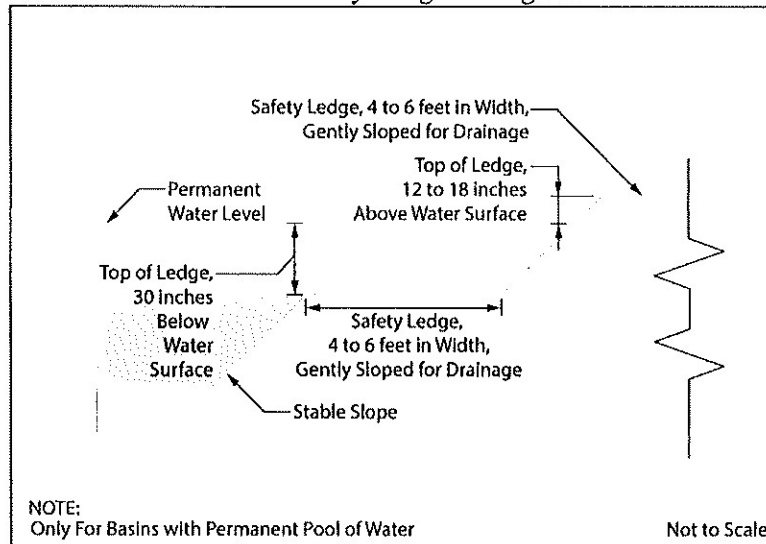 Safety Ledge, 4 to 6 feet in Width,
Gently Sloped for Drainage
Top of Ledge,
12 to 18 inches
Above Water Surface
Permanent
Water Level
Top of Ledge,
30 inches
Below
Water
Surface
Safety Ledge,
4 to 6 feet in Width,
Gently Sloped for Drainage
Stable Slope
NOTE:
Only For Basins with Permanent Pool of Water
Not to Scale